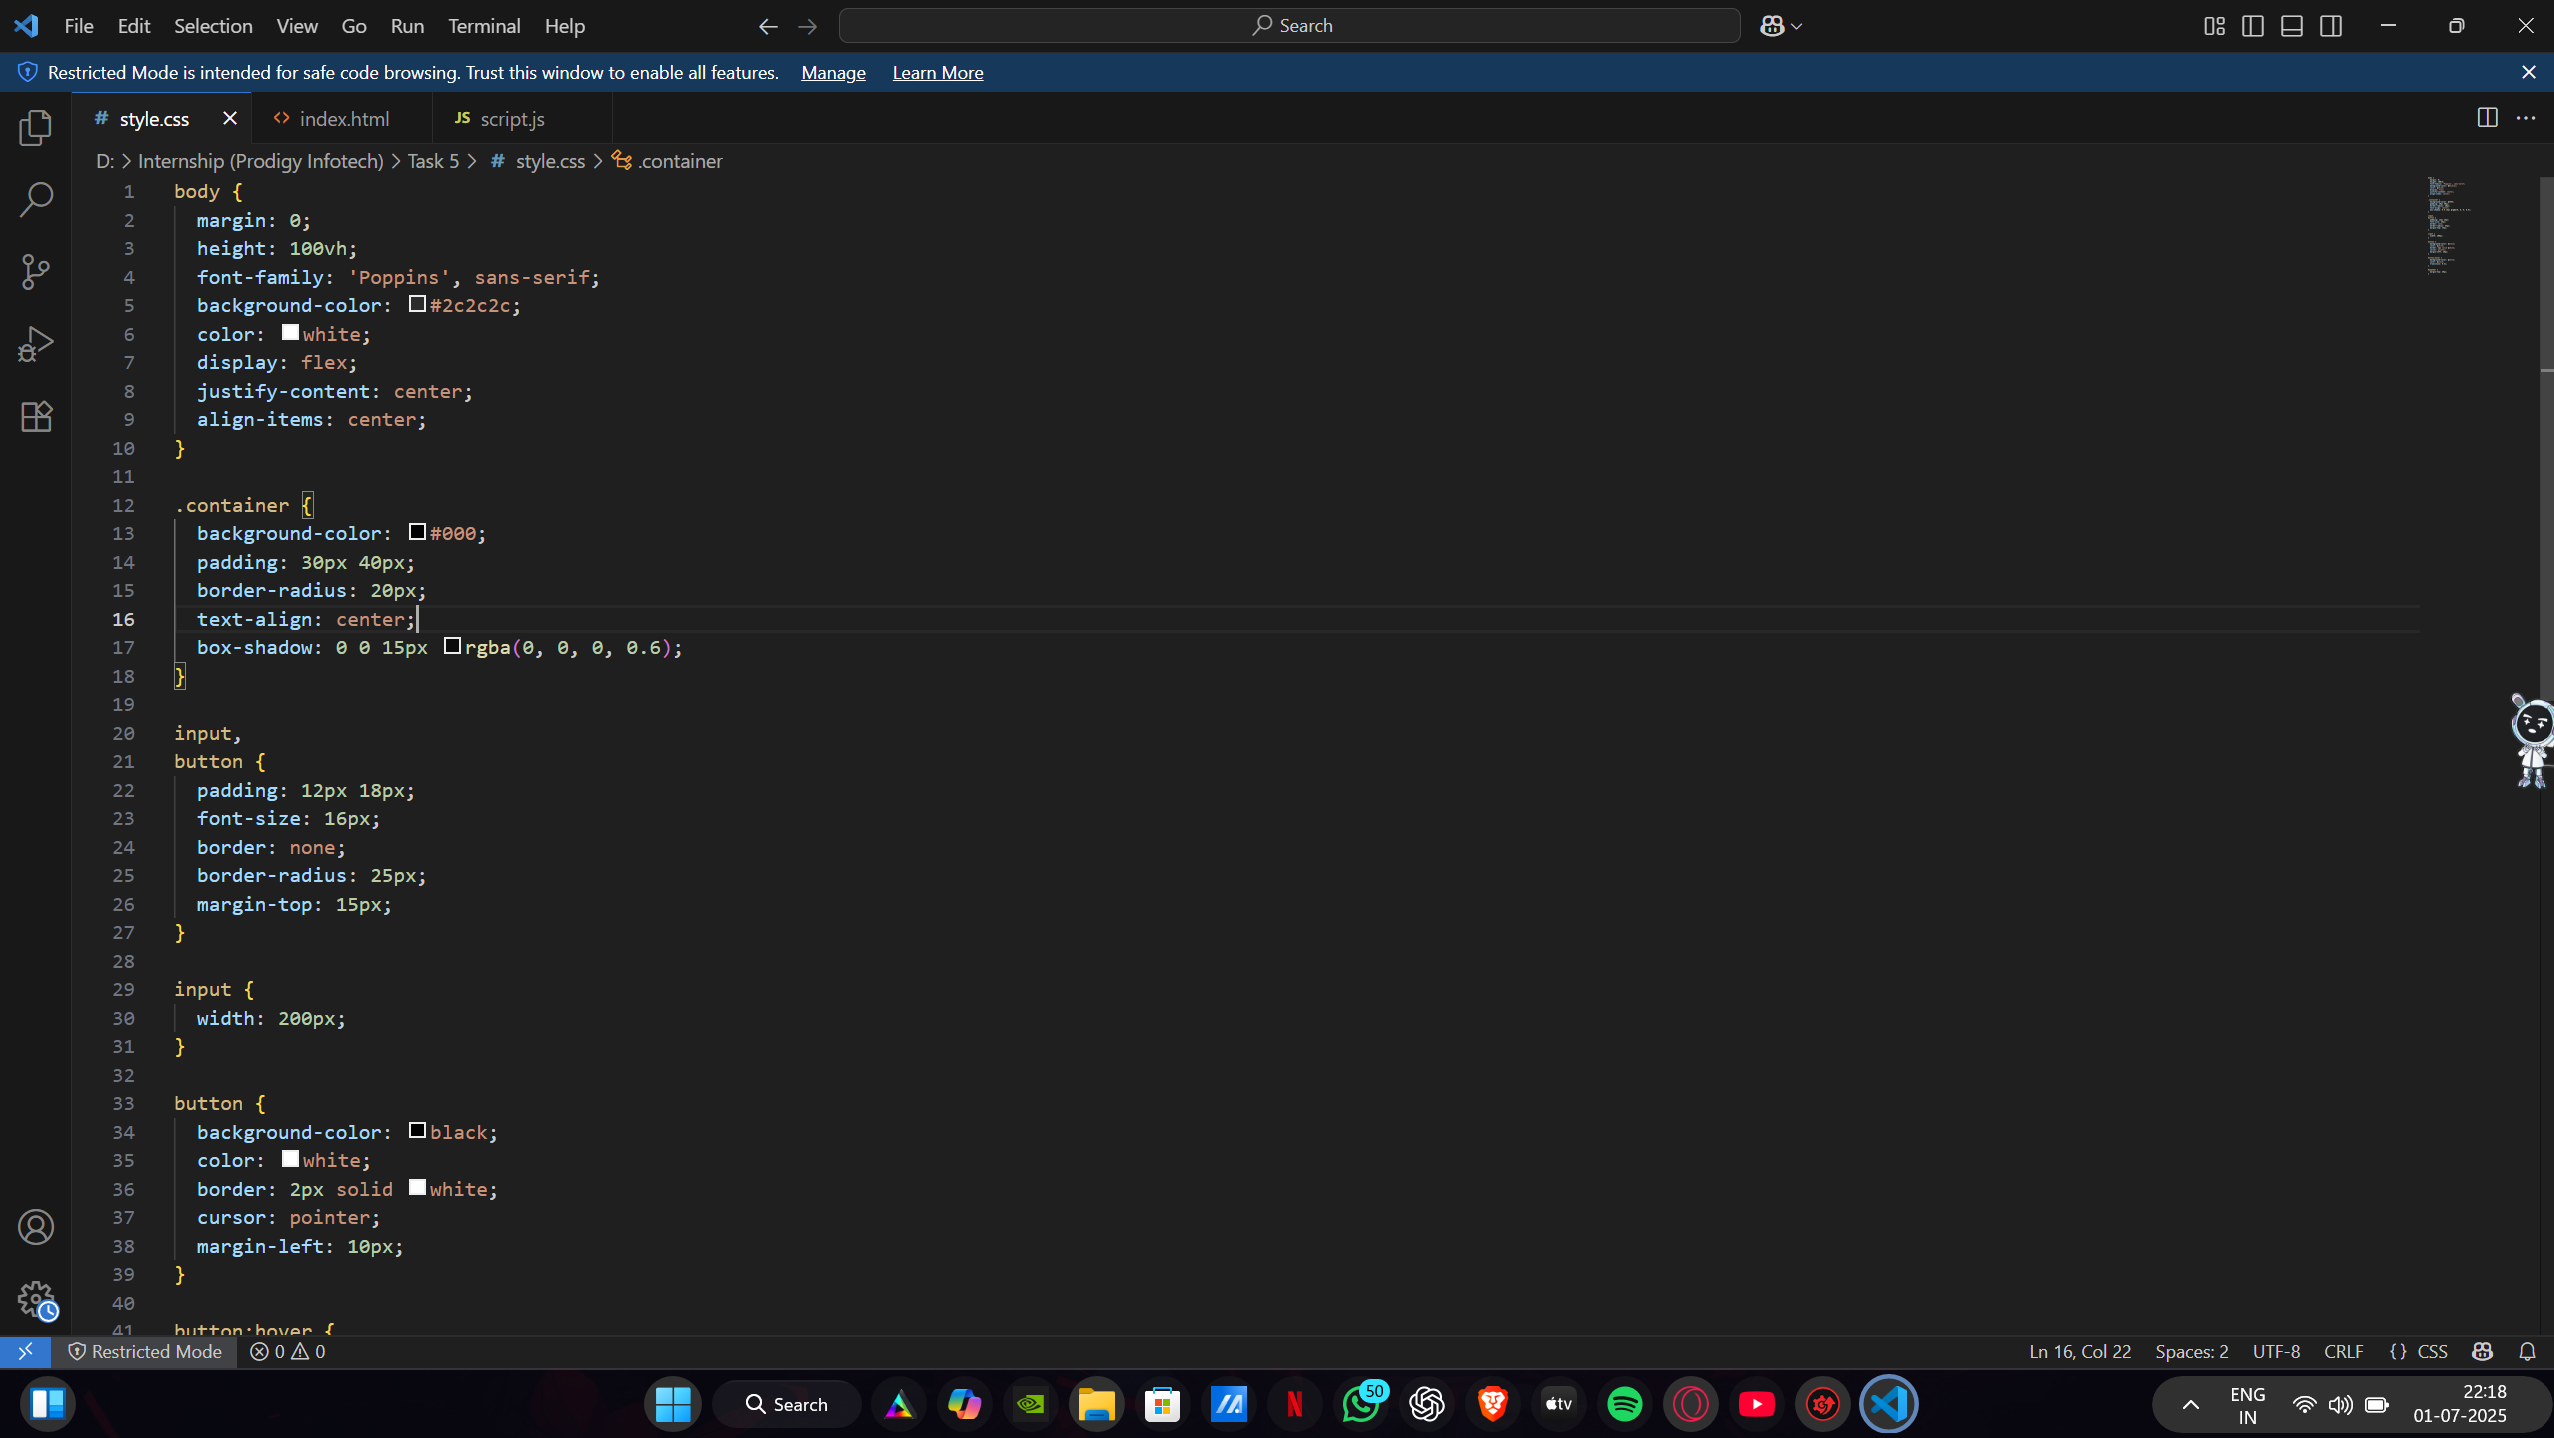 File Edit Selection View Go Run Terminal Help
Search
Restricted Mode is intended for safe code browsing. Trust this window to enable all features. Manage Learn More
# style.css
<> index.html
JS script.js
D: > Internship (Prodigy Infotech) > Task 5 > # style.css > .container
1 body {
2 margin: 0;
3 height: 100vh;
4 font-family: 'Poppins', sans-serif;
5 background-color: #2c2c2c;
6 color: white;
7 display: flex;
8 justify-content: center;
9 align-items: center;
10 }
11
12 .container {
13 background-color: #000;
14 padding: 30px 40px;
15 border-radius: 20px;
16 text-align: center;
17 box-shadow: 0 0 15px rgba(0, 0, 0, 0.6);
18 }
19
20 input,
21 button {
22 padding: 12px 18px;
23 font-size: 16px;
24 border: none;
25 border-radius: 25px;
26 margin-top: 15px;
27 }
28
29 input {
30 width: 200px;
31 }
32
33 button {
34 background-color: black;
35 color: white;
36 border: 2px solid white;
37 cursor: pointer;
38 margin-left: 10px;
39 }
40
41 button:hover {
Restricted Mode 0 0
Ln 16, Col 22 Spaces: 2 UTF-8 CRLF {} CSS
Search
N
50
tv
ENG
IN
22:18
01-07-2025